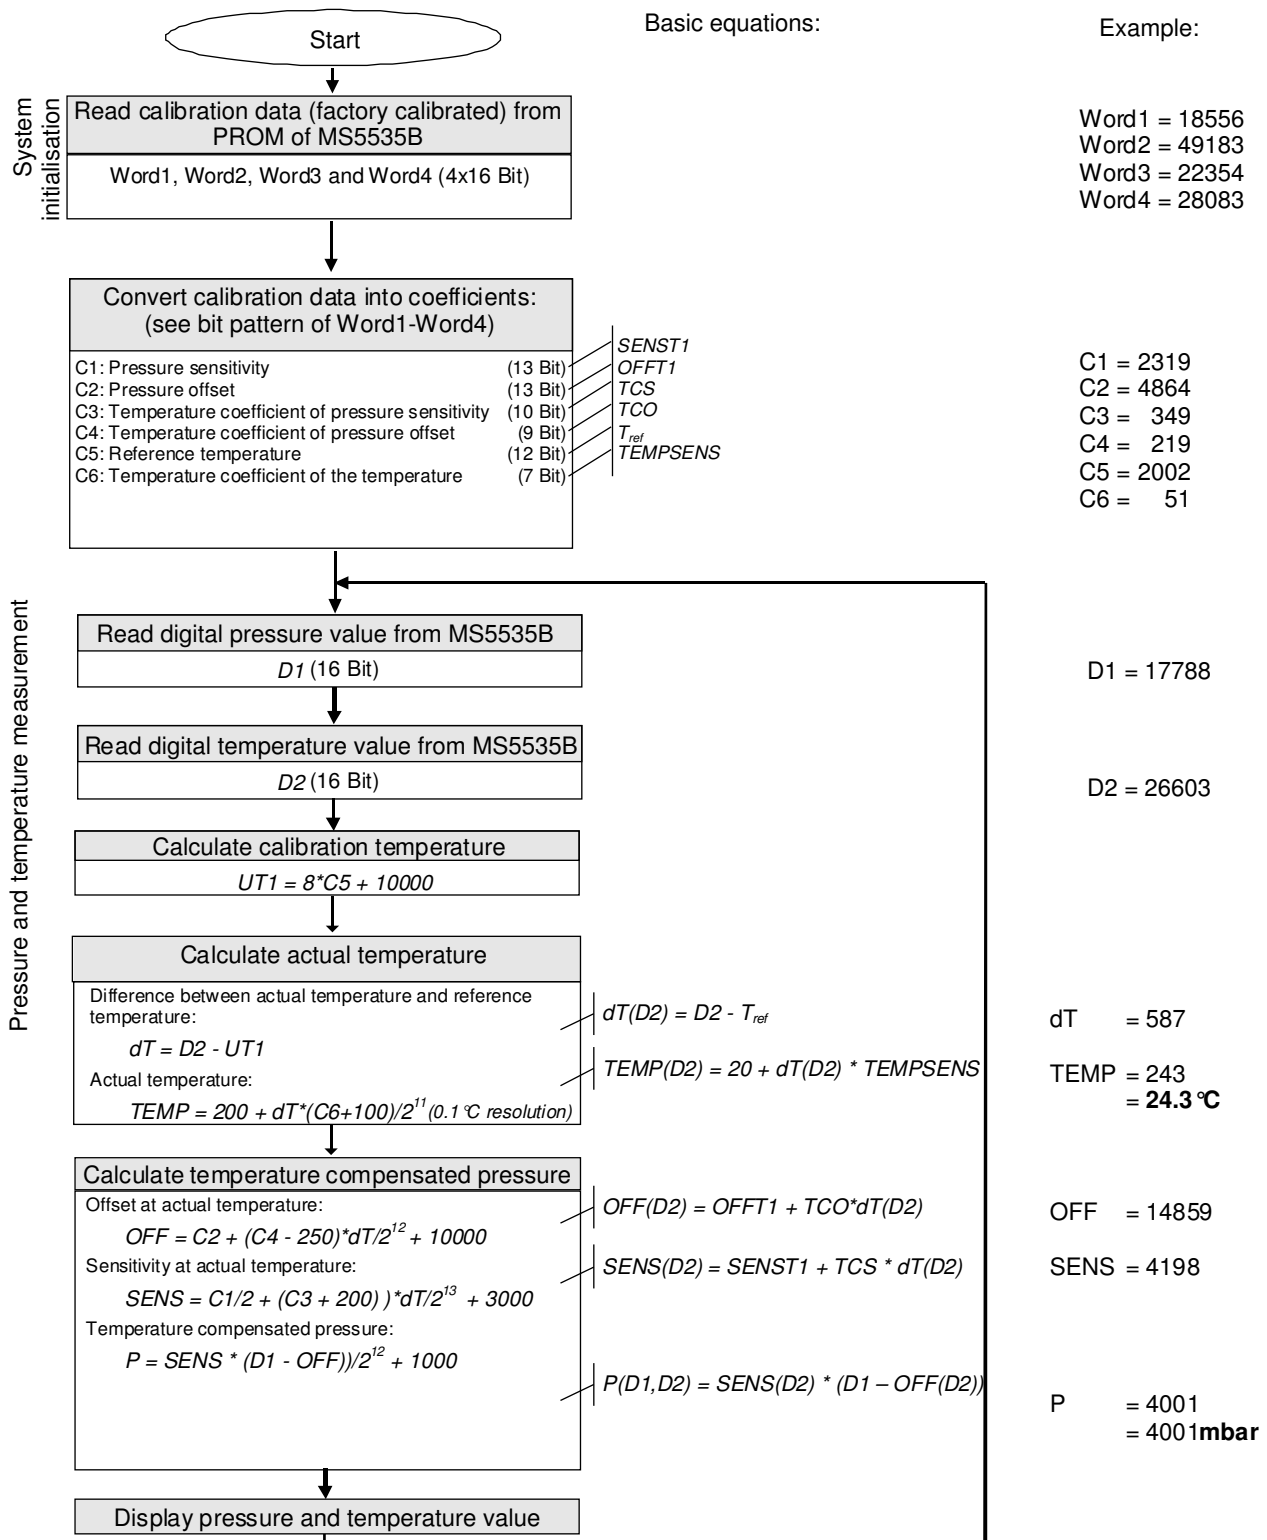 Start
Basic equations:
Example:
System
initialisation
Read calibration data (factory calibrated) from
PROM of MS5535B
Word1, Word2, Word3 and Word4 (4x16 Bit)
Word1 = 18556
Word2 = 49183
Word3 = 22354
Word4 = 28083
Convert calibration data into coefficients:
(see bit pattern of Word1-Word4)
C1: Pressure sensitivity (13 Bit) SENST1
C2: Pressure offset (13 Bit) OFFT1
C3: Temperature coefficient of pressure sensitivity (10 Bit) TCS
C4: Temperature coefficient of pressure offset (9 Bit) TCO
C5: Reference temperature (12 Bit) Tref
C6: Temperature coefficient of the temperature (7 Bit) TEMPSENS
C1 = 2319
C2 = 4864
C3 = 349
C4 = 219
C5 = 2002
C6 = 51
Pressure and temperature measurement
Read digital pressure value from MS5535B
D1 (16 Bit)
D1 = 17788
Read digital temperature value from MS5535B
D2 (16 Bit)
D2 = 26603
Calculate calibration temperature
UT1 = 8*C5 + 10000
Calculate actual temperature
Difference between actual temperature and reference
temperature:
dT = D2 - UT1
dT(D2) = D2 - Tref
dT = 587
Actual temperature:
TEMP = 200 + dT*(C6+100)/2^11 (0.1°C resolution)
TEMP(D2) = 20 + dT(D2) * TEMPSENS
TEMP = 243
= 24.3°C
Calculate temperature compensated pressure
Offset at actual temperature:
OFF = C2 + (C4 - 250)*dT/2^12 + 10000
OFF(D2) = OFFT1 + TCO*dT(D2)
OFF = 14859
Sensitivity at actual temperature:
SENS = C1/2 + (C3 + 200) )*dT/2^13 + 3000
SENS(D2) = SENST1 + TCS * dT(D2)
SENS = 4198
Temperature compensated pressure:
P = SENS * (D1 - OFF))/2^12 + 1000
P(D1,D2) = SENS(D2) * (D1 – OFF(D2))
P = 4001
= 4001mbar
Display pressure and temperature value